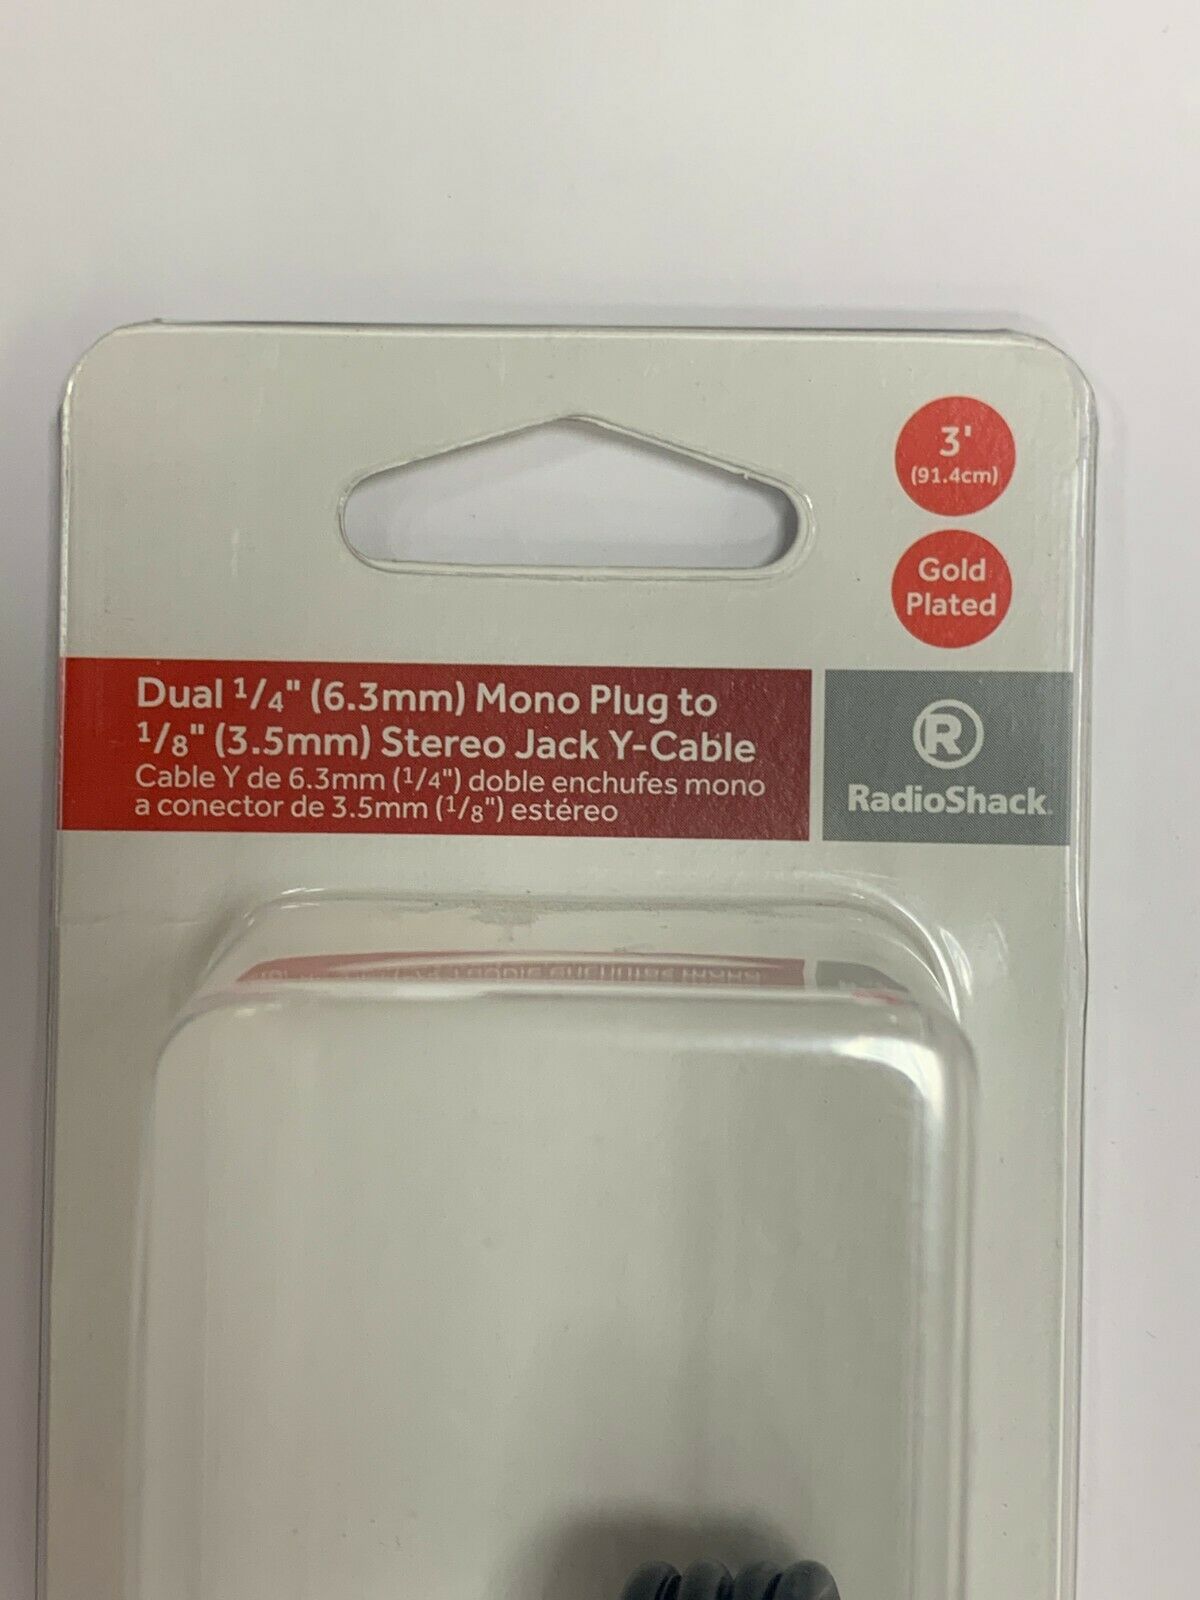 3'
(91.4cm)
Gold
Plated
Dual 1/4" (6.3mm) Mono Plug to
1/8" (3.5mm) Stereo Jack Y-Cable
Cable Y de 6.3mm (1/4") doble enchufes mono
a conector de 3.5mm (1/8") estéreo
R
RadioShack.